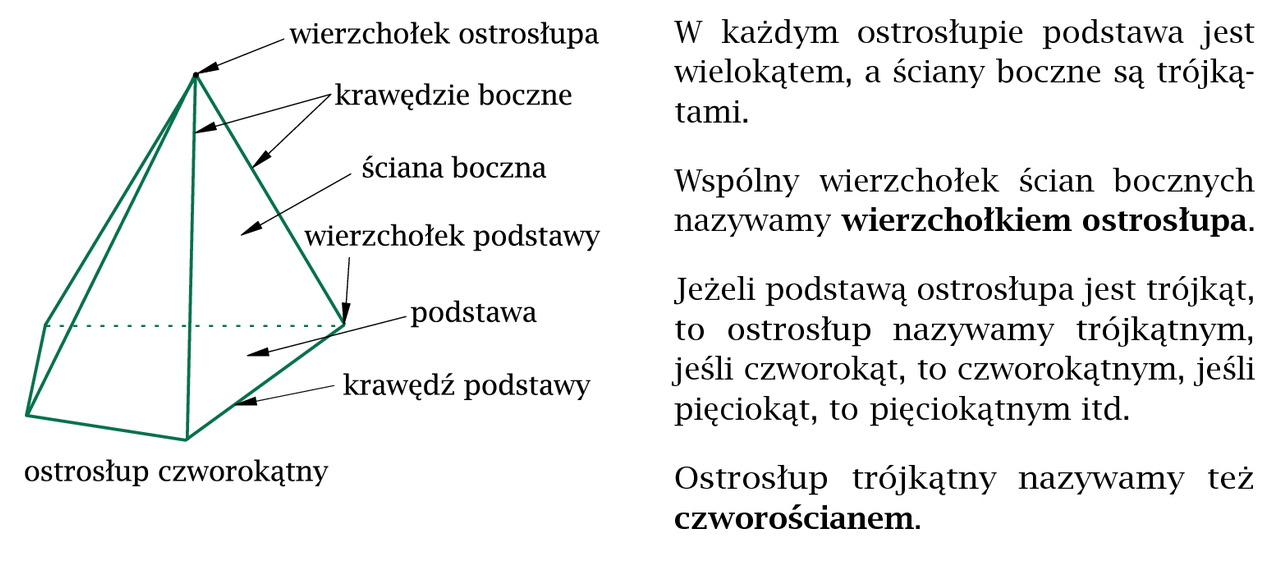 wierzchołek ostrosłupa
krawędzie boczne
ściana boczna
wierzchołek podstawy
podstawa
krawędź podstawy
ostrosłup czworokątny
W każdym ostrosłupie podstawa jest
wielokątem, a ściany boczne są trójką-
tami.
Wspólny wierzchołek ścian bocznych
nazywamy wierzchołkiem ostrosłupa.
Jeżeli podstawą ostrosłupa jest trójkąt,
to ostrosłup nazywamy trójkątnym,
jeśli czworokąt, to czworokątnym, jeśli
pięciokąt, to pięciokątnym itd.
Ostrosłup trójkątny nazywamy też
czworościanem.